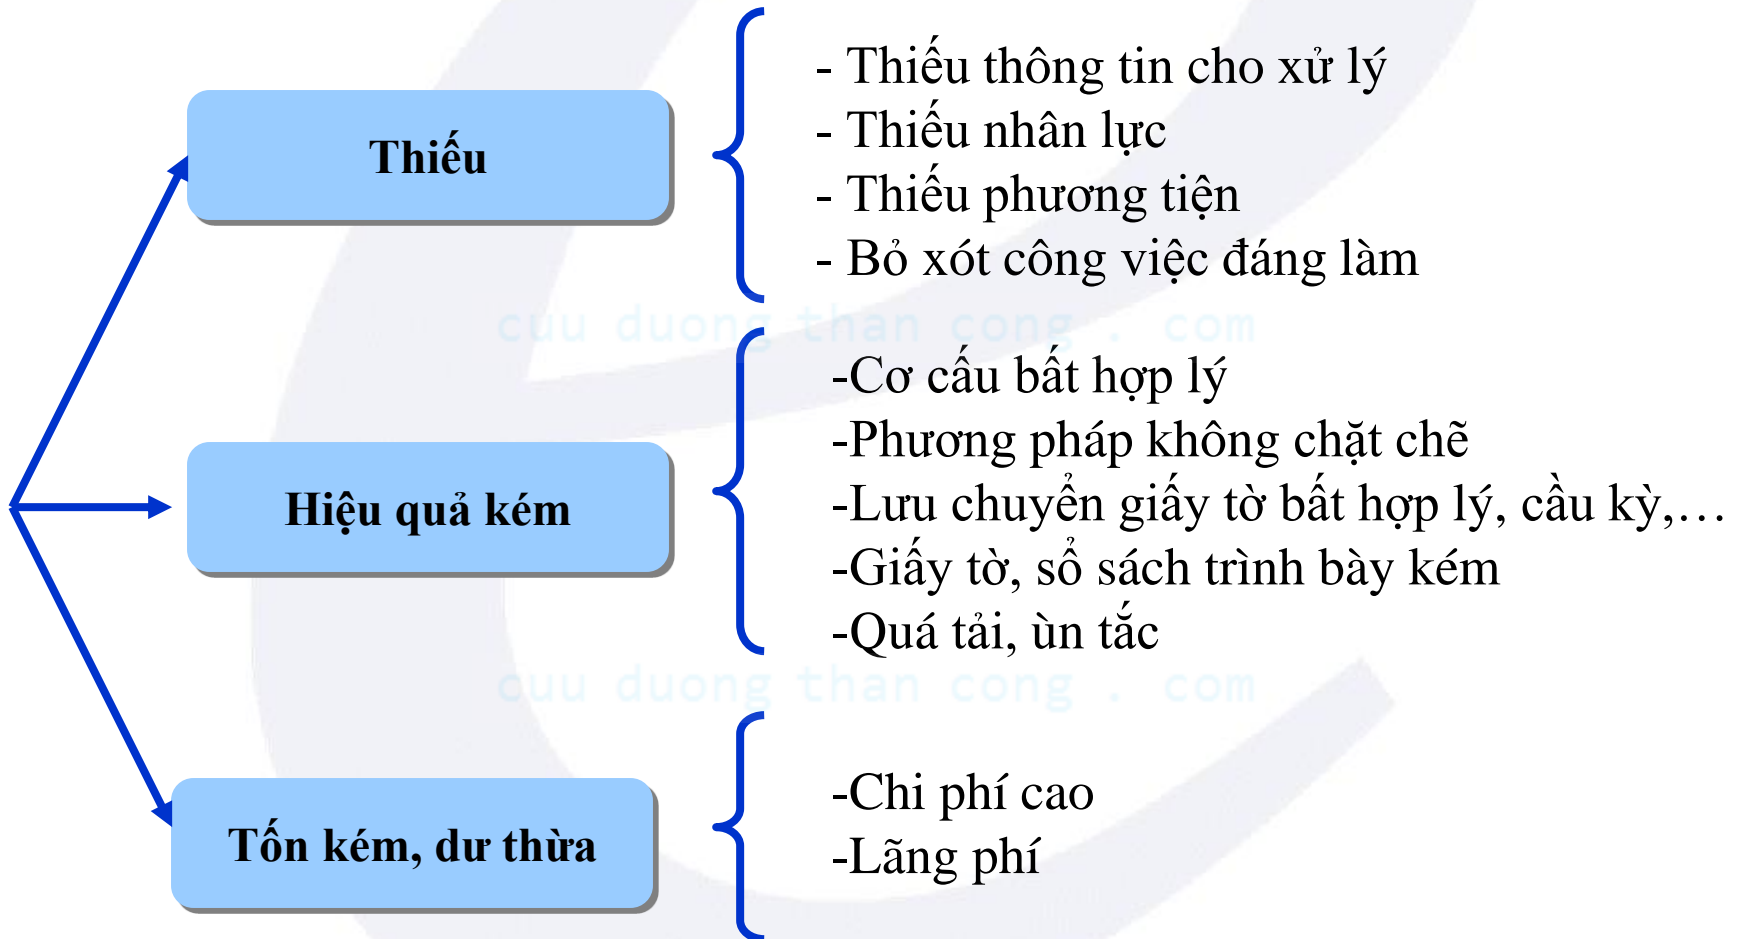 Thiếu
- Thiếu thông tin cho xử lý
- Thiếu nhân lực
- Thiếu phương tiện
- Bỏ xót công việc đáng làm
cuu duong than cong . com
Hiệu quả kém
-Cơ cấu bất hợp lý
-Phương pháp không chặt chẽ
-Lưu chuyển giấy tờ bất hợp lý, cầu kỳ,…
-Giấy tờ, sổ sách trình bày kém
-Quá tải, ùn tắc
cuu duong than cong . com
Tốn kém, dư thừa
-Chi phí cao
-Lãng phí